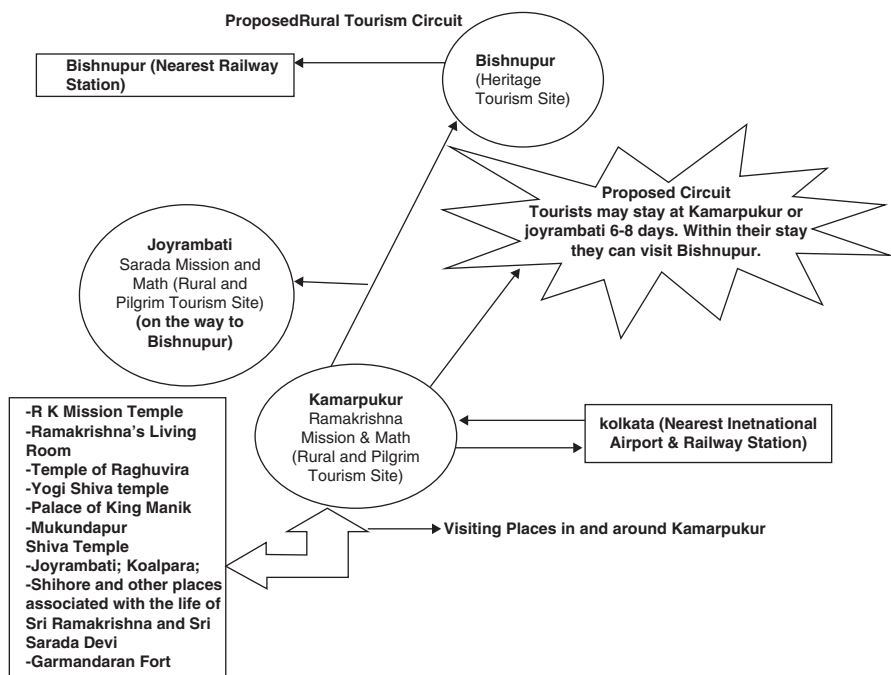 ProposedRural Tourism Circuit
Bishnupur (Nearest Railway
Station)
Bishnupur
(Heritage
Tourism Site)
Proposed Circuit
Tourists may stay at Kamarpukur or
joyrambati 6-8 days. Within their stay
they can visit Bishnupur.
Joyrambati
Sarada Mission and
Math (Rural and
Pilgrim Tourism Site)
(on the way to
Bishnupur)
Kamarpukur
Ramakrishna
Mission & Math
(Rural and Pilgrim
Tourism Site)
kolkata (Nearest Inetnational
Airport & Railway Station)
-R K Mission Temple
-Ramakrishna’s Living
Room
-Temple of Raghuvira
-Yogi Shiva temple
-Palace of King Manik
-Mukundapur
Shiva Temple
-Joyrambati; Koalpara;
-Shihore and other places
associated with the life of
Sri Ramakrishna and Sri
Sarada Devi
-Garmandaran Fort
Visiting Places in and around Kamarpukur